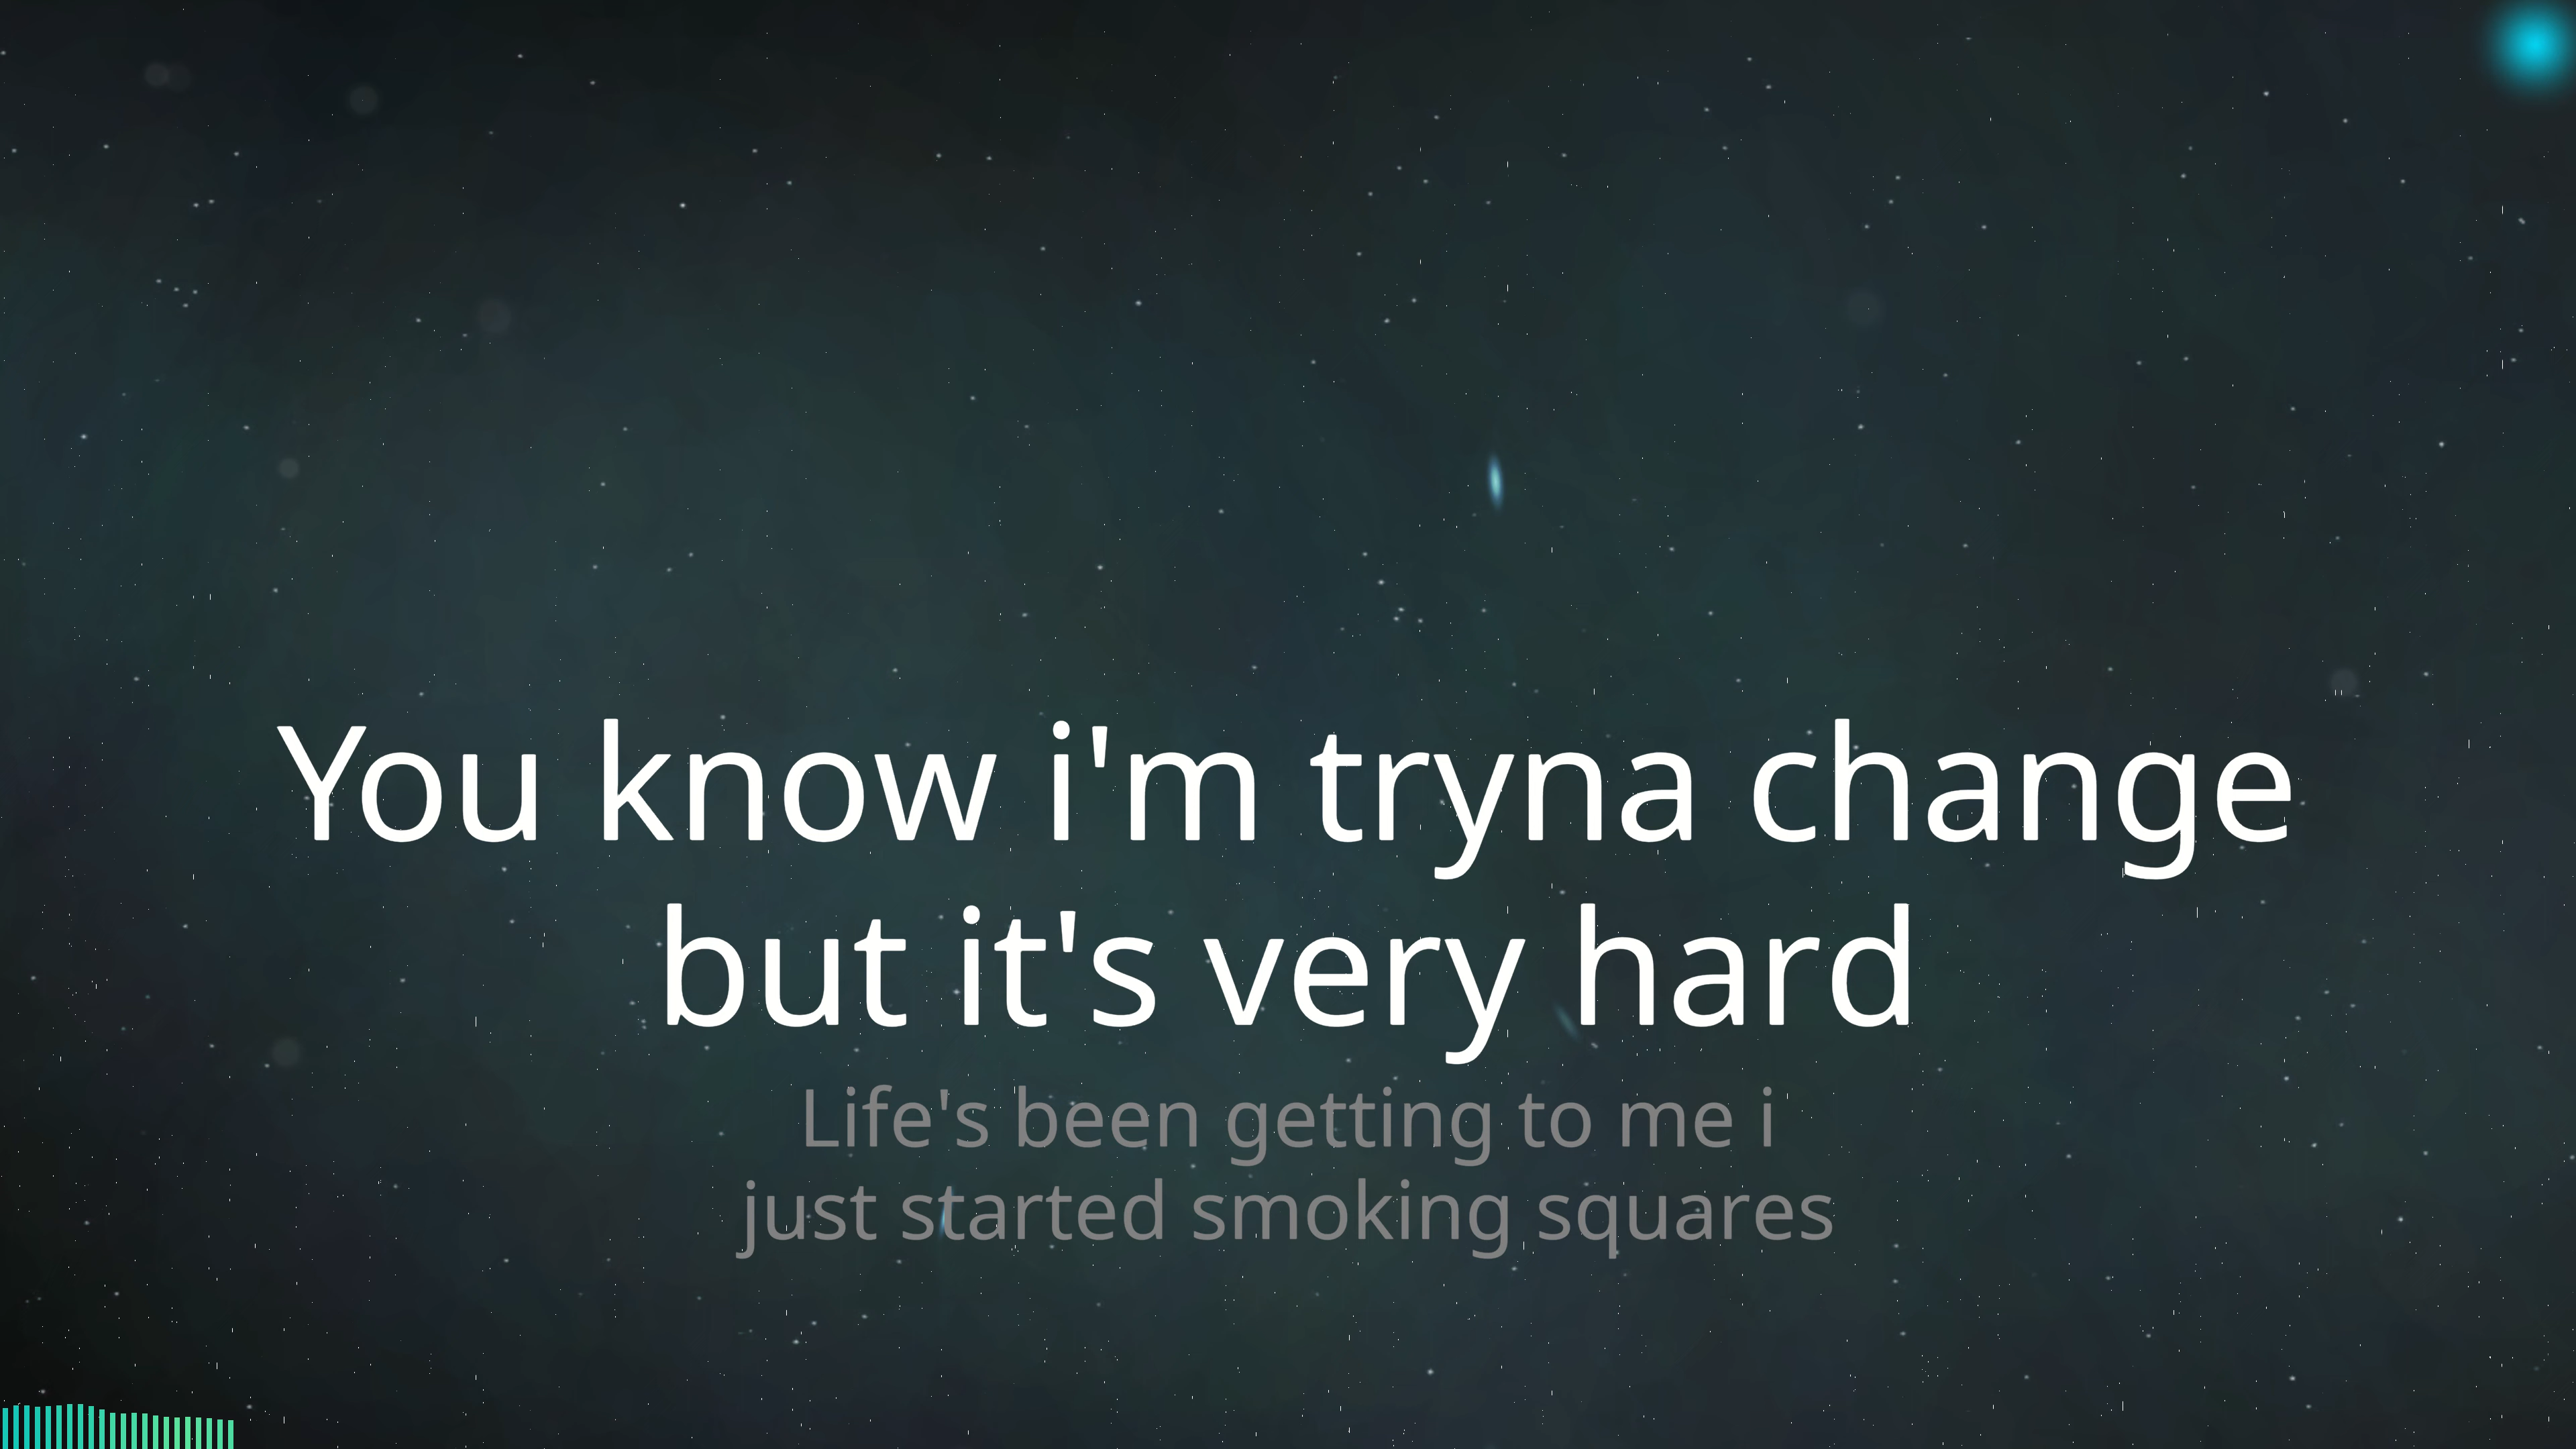 You know i'm tryna change
but it's very hard
Life's been getting to me i
just started smoking squares